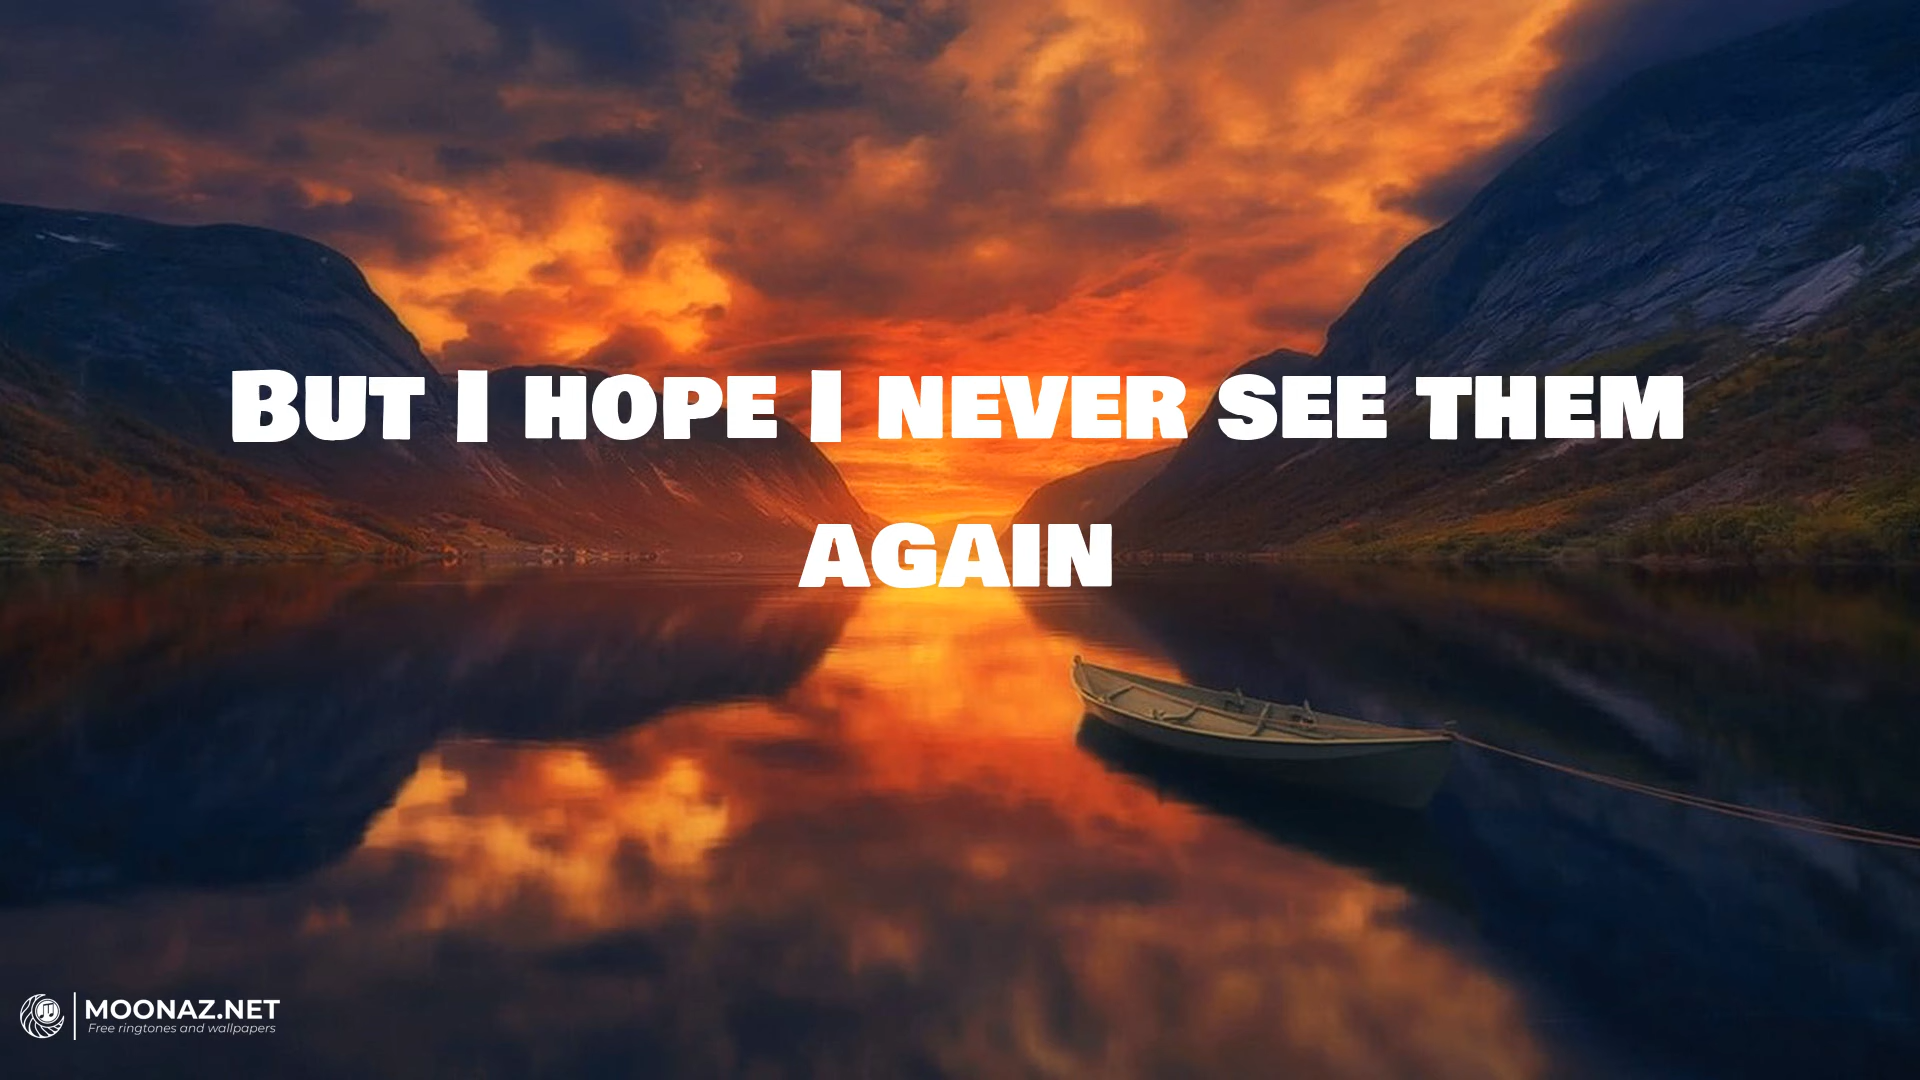 But I hope I never see them
again
MOONAZ.NET
Free ringtones and wallpapers